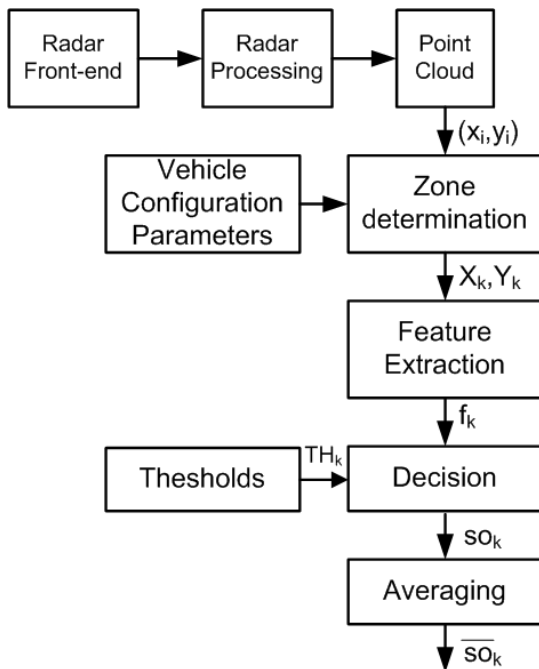 Radar
Front-end
Radar
Processing
Point
Cloud
(xᵢ,yᵢ)
Vehicle
Configuration
Parameters
Zone
determination
Xₖ,Yₖ
Feature
Extraction
fₖ
Thesholds
THₖ
Decision
soₖ
Averaging
s̅o̅ₖ